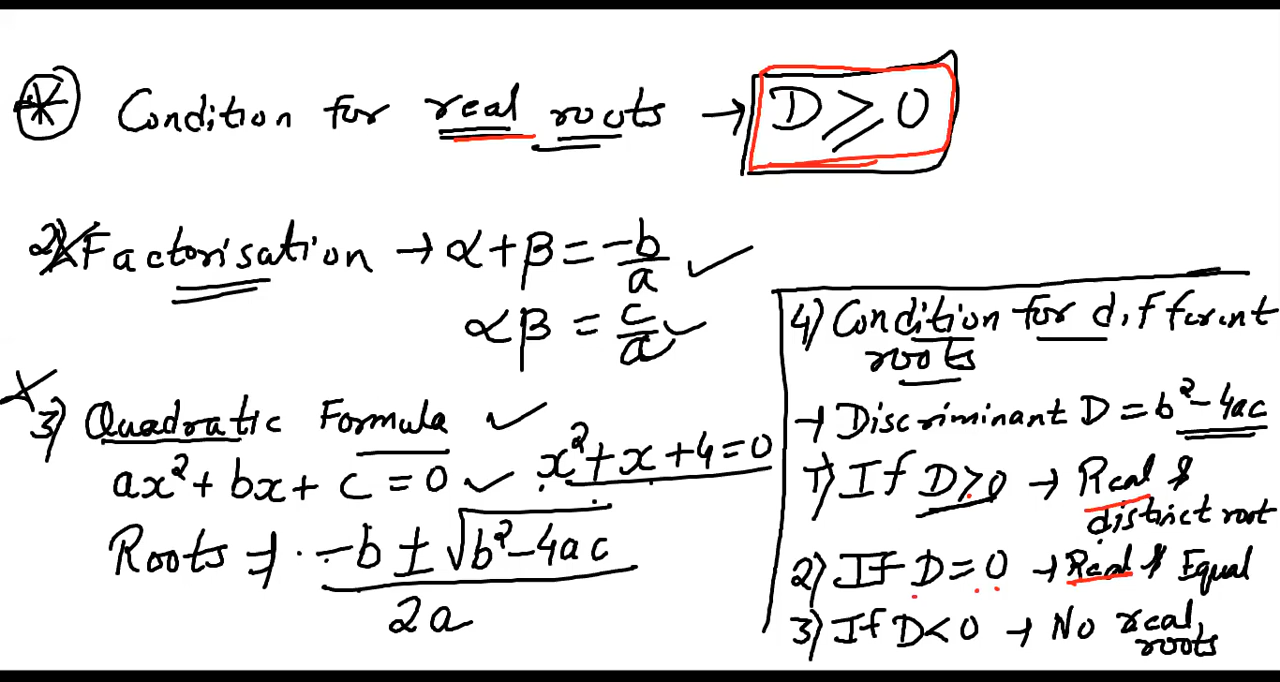 Condition for real roots → D ≥ 0
2) Factorisation → α + β = -b/a ✓
αβ = c/a ✓
3) Quadratic Formula ✓
ax² + bx + c = 0 ✓ x² + x + 4 = 0
Roots ⇒ -b ± √b² - 4ac / 2a
4) Condition for different
roots
→ Discriminant D = b² - 4ac
1) If D > 0 → Real &
district root
2) If D = 0 → Real & Equal
3) If D < 0 → No real
roots